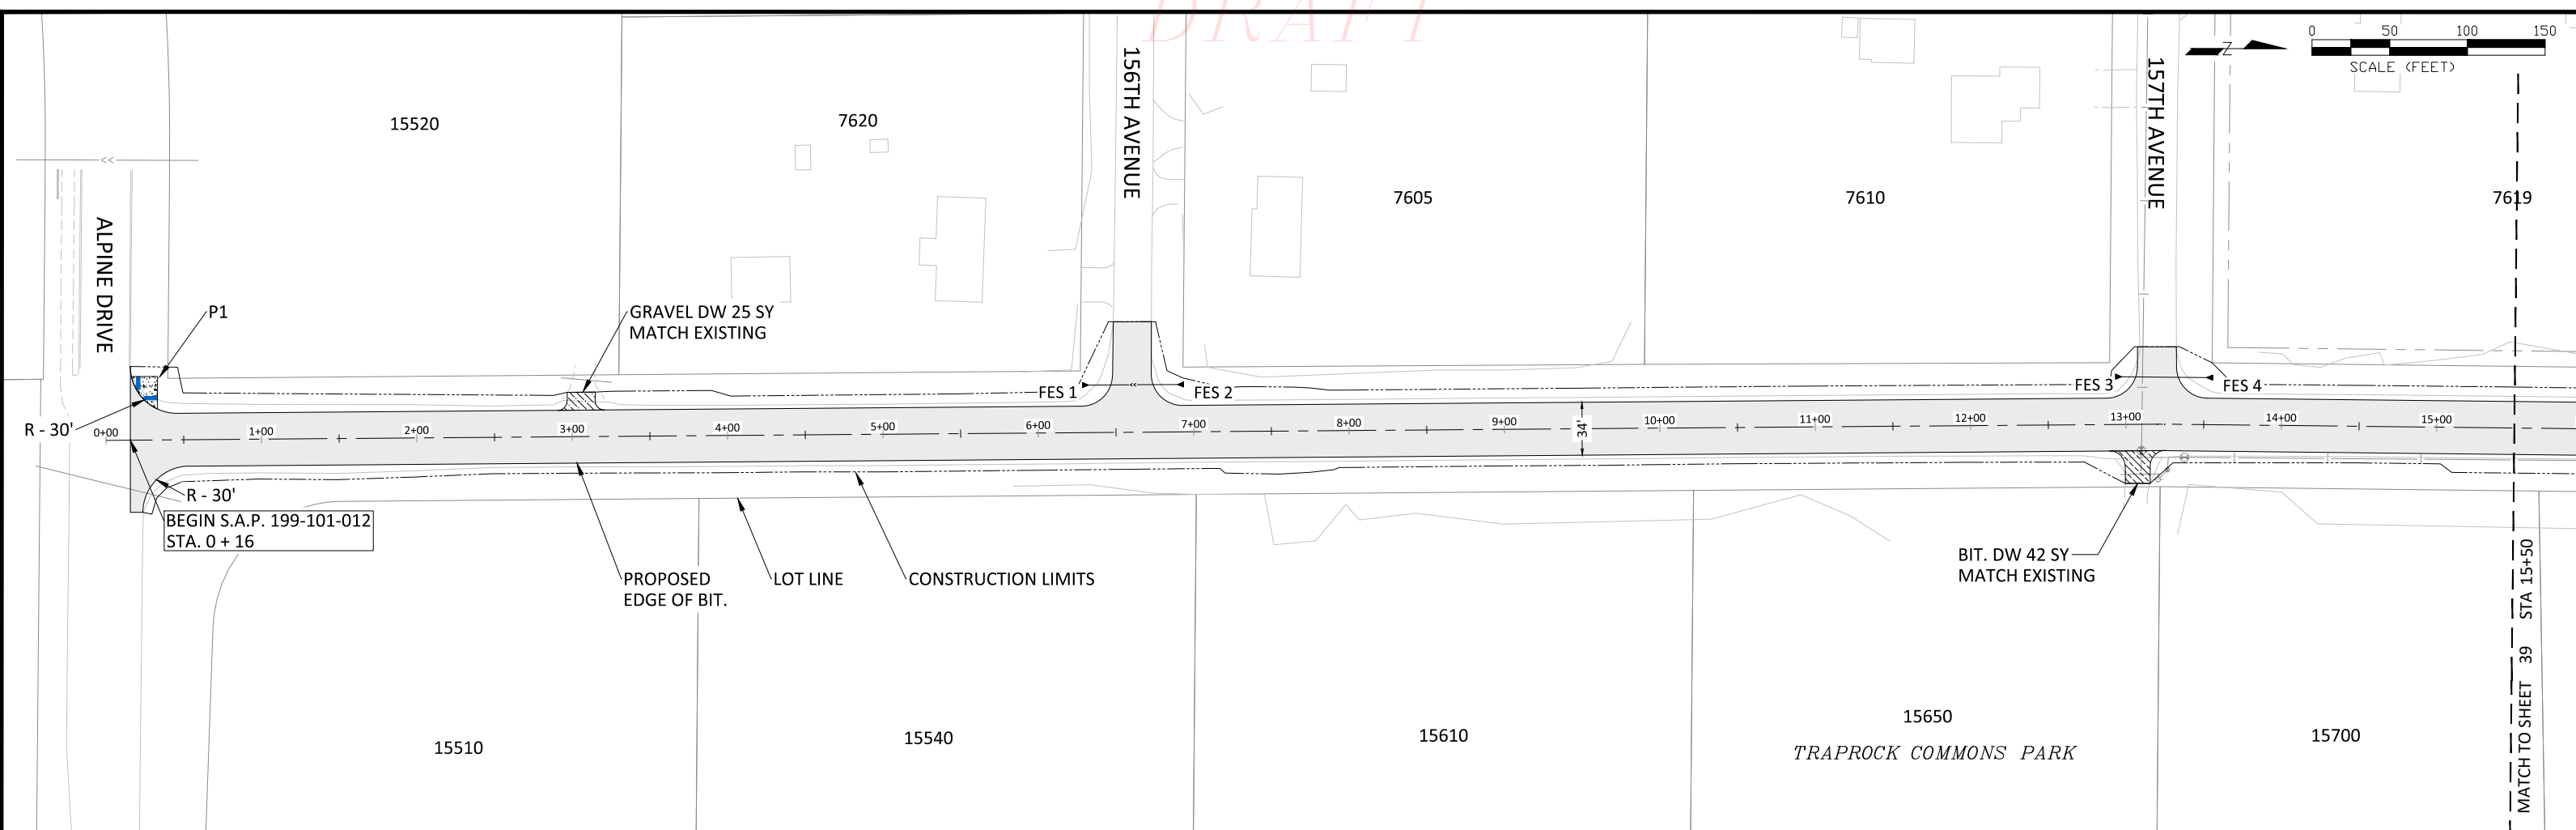 DRAFT
0 50 100 150
SCALE (FEET)
Z
156TH AVENUE
157TH AVENUE
15520
7620
7605
7610
7619
<<
ALPINE DRIVE
P1
GRAVEL DW 25 SY
MATCH EXISTING
FES 1
<<
FES 2
FES 3
FES 4
R - 30'
0+00 1+00 2+00 3+00 4+00 5+00 6+00 7+00 8+00 9+00 10+00 11+00 12+00 13+00 14+00 15+00
34'
R - 30'
BEGIN S.A.P. 199-101-012
STA. 0 + 16
PROPOSED
EDGE OF BIT.
LOT LINE
CONSTRUCTION LIMITS
BIT. DW 42 SY
MATCH EXISTING
MATCH TO SHEET 39 STA 15+50
15510
15540
15610
15650
TRAPROCK COMMONS PARK
15700